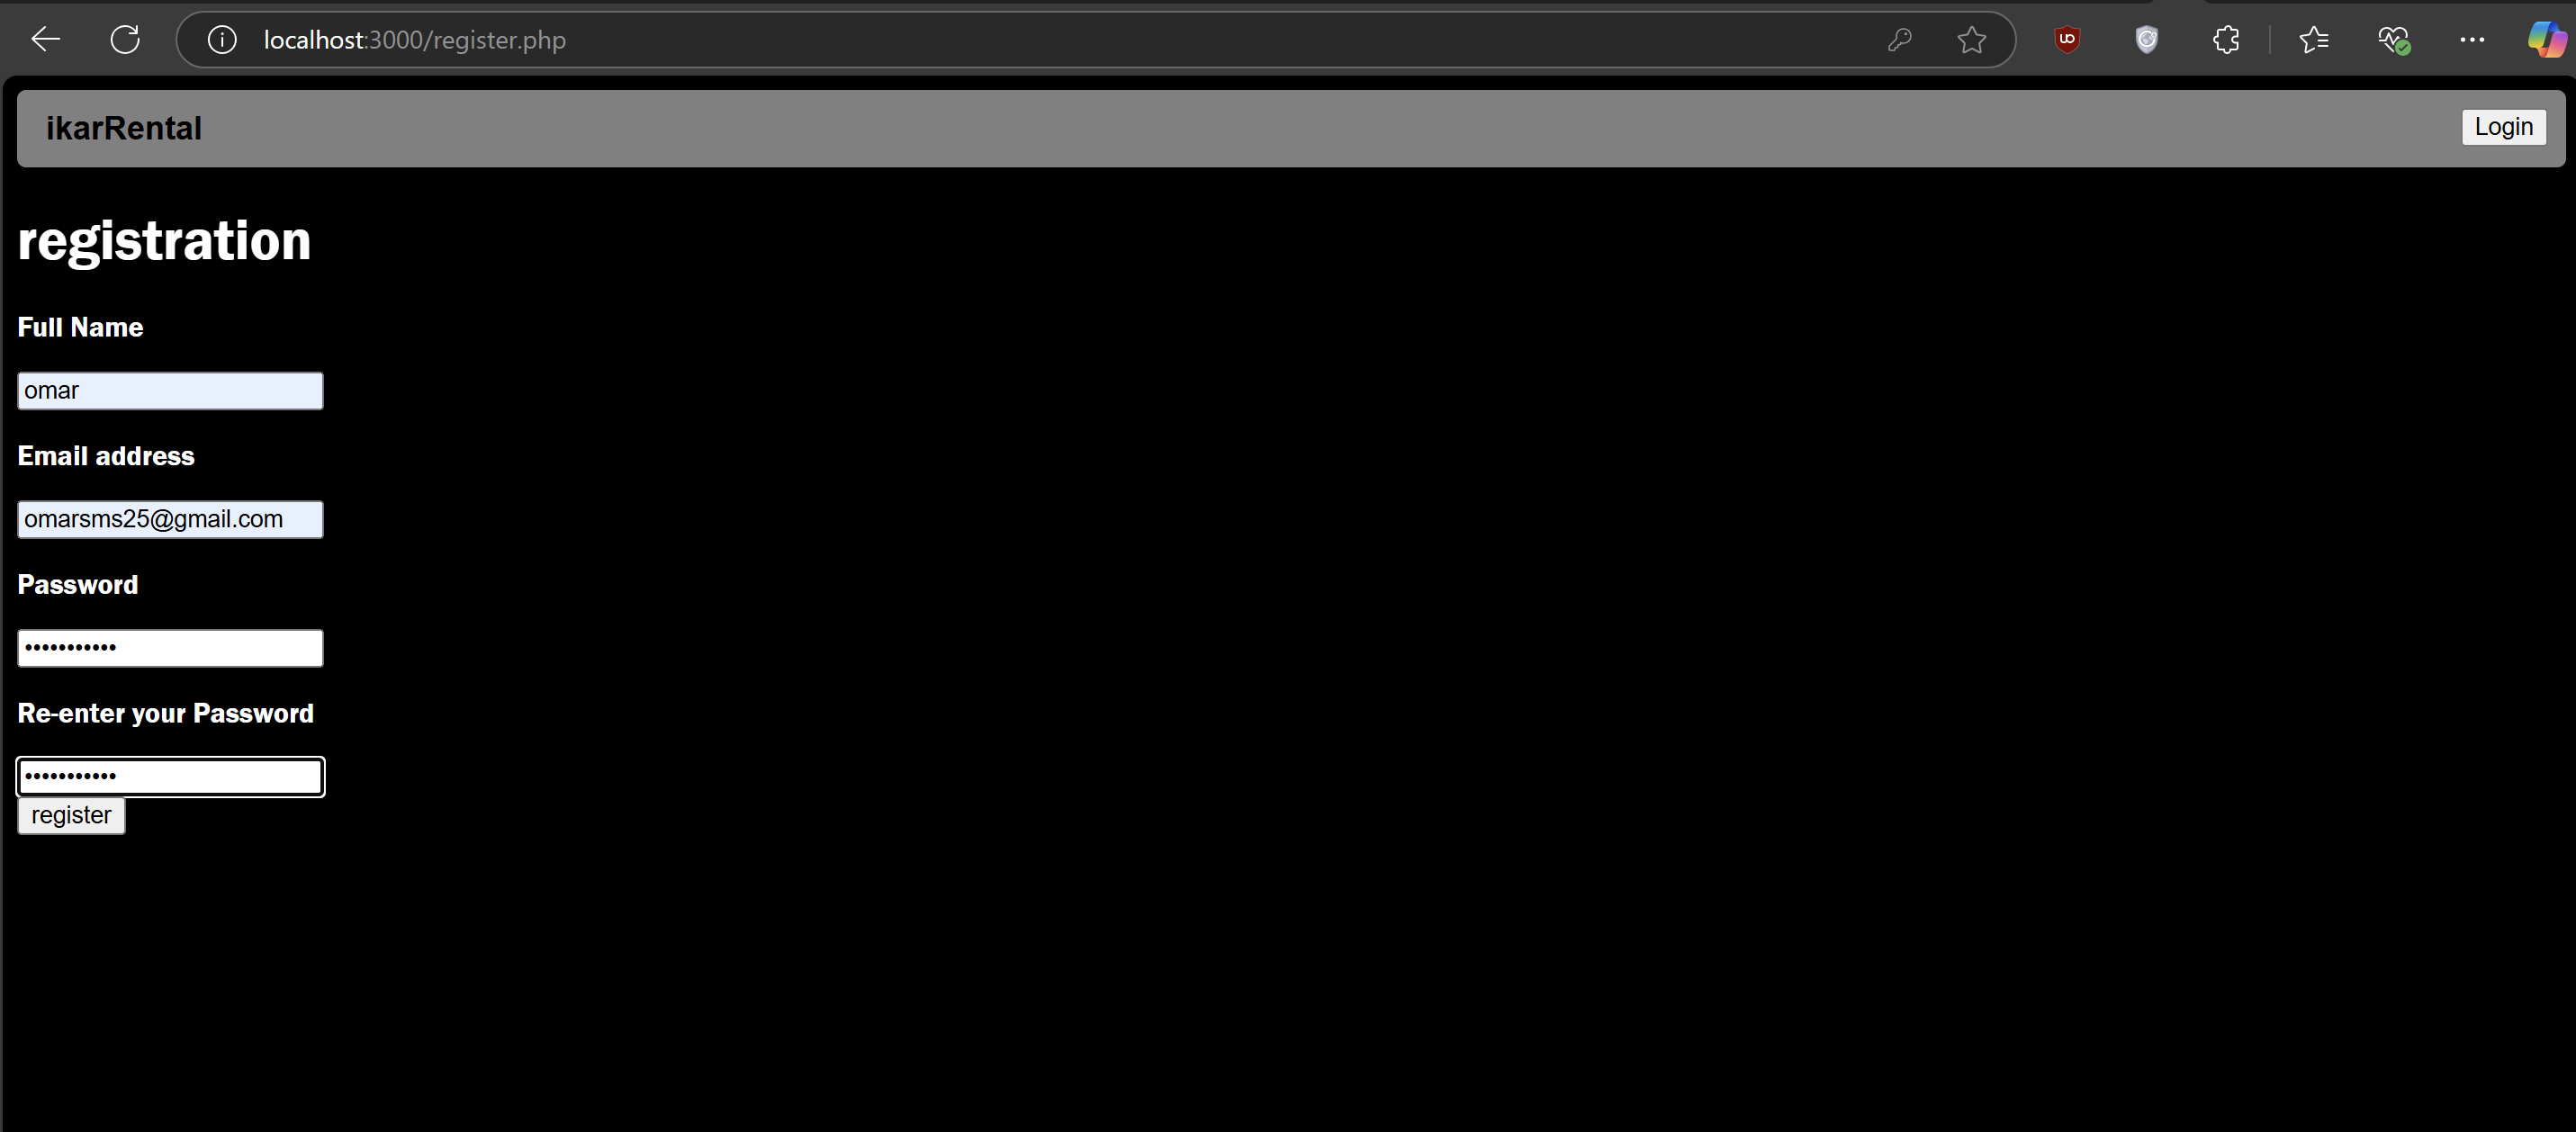 localhost:3000/register.php
ikarRental
Login
registration
Full Name
omar
Email address
omarsms25@gmail.com
Password
•••••••••••
Re-enter your Password
•••••••••••
register